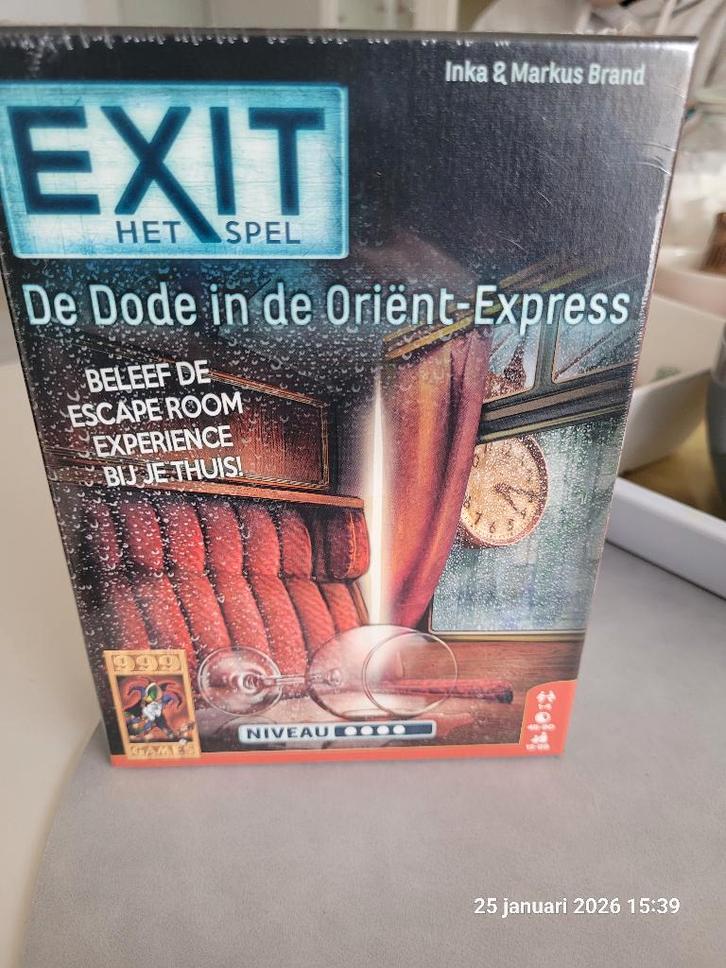 Inka & Markus Brand
EXIT
HET SPEL
De Dode in de Oriënt-Express
BELEEF DE
ESCAPE ROOM
EXPERIENCE
BIJ JE THUIS!
999
GAMES
NIVEAU
25 januari 2026 15:39